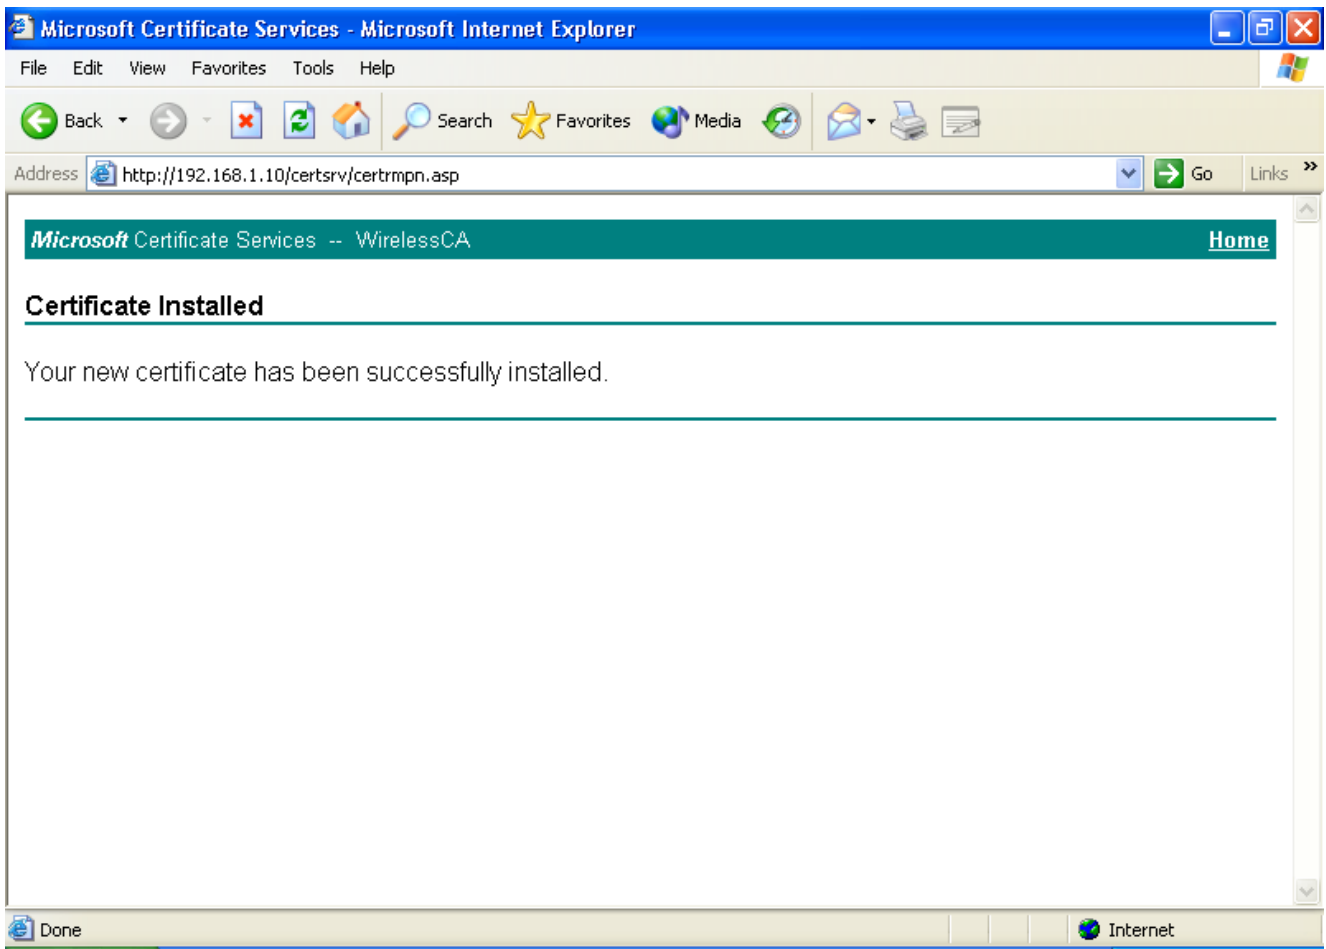 Microsoft Certificate Services - Microsoft Internet Explorer
File Edit View Favorites Tools Help
Back Search Favorites Media
Address http://192.168.1.10/certsrv/certrmpn.asp Go Links »
Microsoft Certificate Services -- WirelessCA Home
Certificate Installed
Your new certificate has been successfully installed.
Done Internet